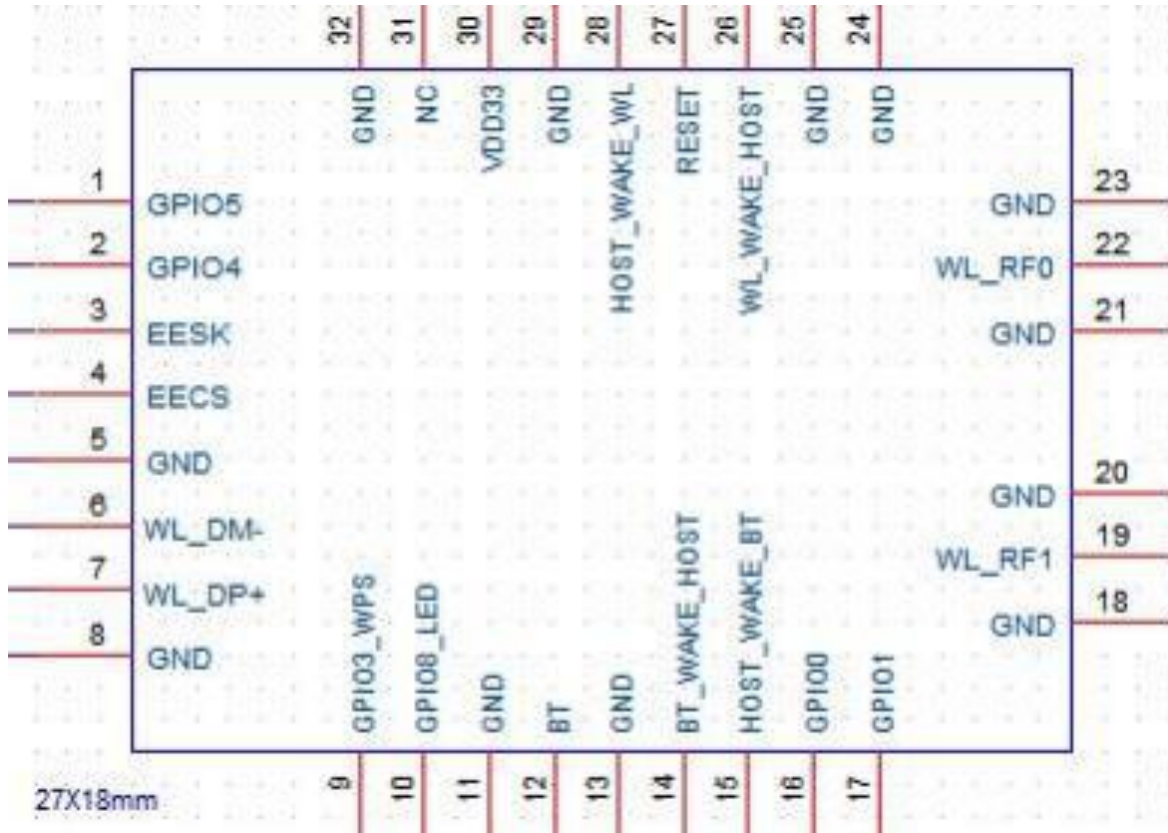 32 31 30 29 28 27 26 25 24
GND NC VDD33 GND HOST_WAKE_WL RESET WL_WAKE_HOST GND GND
1 GPIO5
2 GPIO4
3 EESK
4 EECS
5 GND
6 WL_DM-
7 WL_DP+
8 GND
GND 23
WL_RF0 22
GND 21
GND 20
WL_RF1 19
GND 18
GPIO3_WPS GPIO8_LED GND BT GND BT_WAKE_HOST HOST_WAKE_BT GPIO0 GPIO1
9 10 11 12 13 14 15 16 17
27X18mm